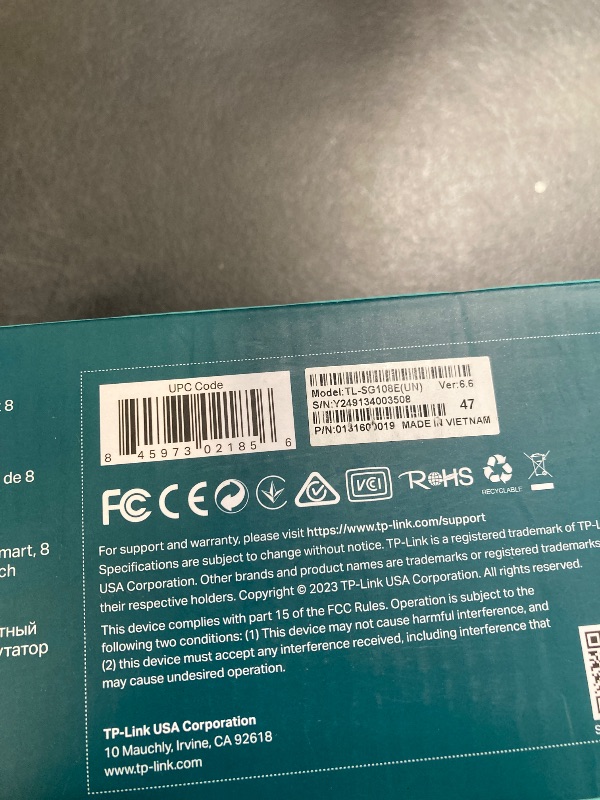 8
de 8
mart, 8
ch
тный
утатор
UPC Code
8 45973 02185 6
Model:TL-SG108E(UN) Ver:6.6
S/N:Y249134003508
47
P/N:0131600019 MADE IN VIETNAM
FC CE VCI RoHS
RECYCLABLE
For support and warranty, please visit https://www.tp-link.com/support
Specifications are subject to change without notice. TP-Link is a registered trademark of TP-L
USA Corporation. Other brands and product names are trademarks or registered trademarks
their respective holders. Copyright © 2023 TP-Link USA Corporation. All rights reserved.
This device complies with part 15 of the FCC Rules. Operation is subject to the
following two conditions: (1) This device may not cause harmful interference, and
(2) this device must accept any interference received, including interference that
may cause undesired operation.
TP-Link USA Corporation
10 Mauchly, Irvine, CA 92618
www.tp-link.com
S